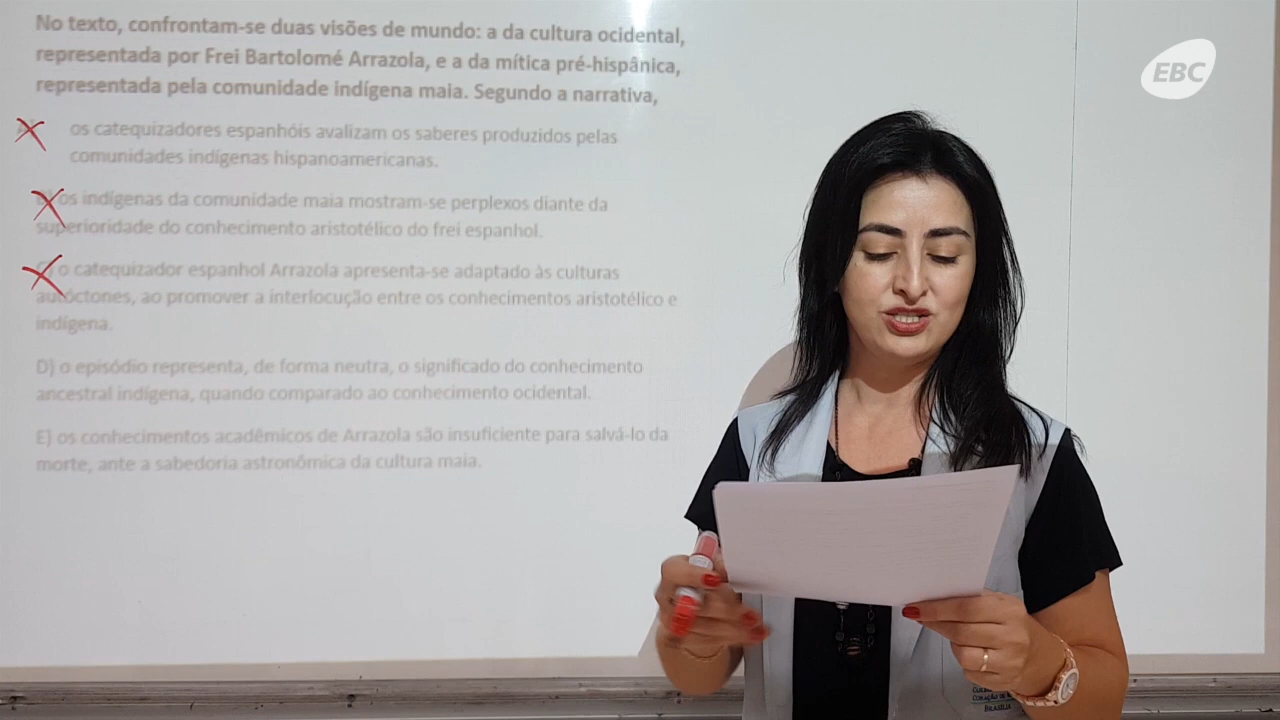 No texto, confrontam-se duas visões de mundo: a da cultura ocidental,
representada por Frei Bartolomé Arrazola, e a da mítica pré-hispânica,
representada pela comunidade indígena maia. Segundo a narrativa,
os catequizadores espanhóis avalizam os saberes produzidos pelas
comunidades indígenas hispanoamericanas.
os indígenas da comunidade maia mostram-se perplexos diante da
superioridade do conhecimento aristotélico do frei espanhol.
C) o catequizador espanhol Arrazola apresenta-se adaptado às culturas
autóctones, ao promover a interlocução entre os conhecimentos aristotélico e
indígena.
D) o episódio representa, de forma neutra, o significado do conhecimento
ancestral indígena, quando comparado ao conhecimento ocidental.
E) os conhecimentos acadêmicos de Arrazola são insuficiente para salvá-lo da
morte, ante a sabedoria astronômica da cultura maia.
EBC
BRASÍLIA